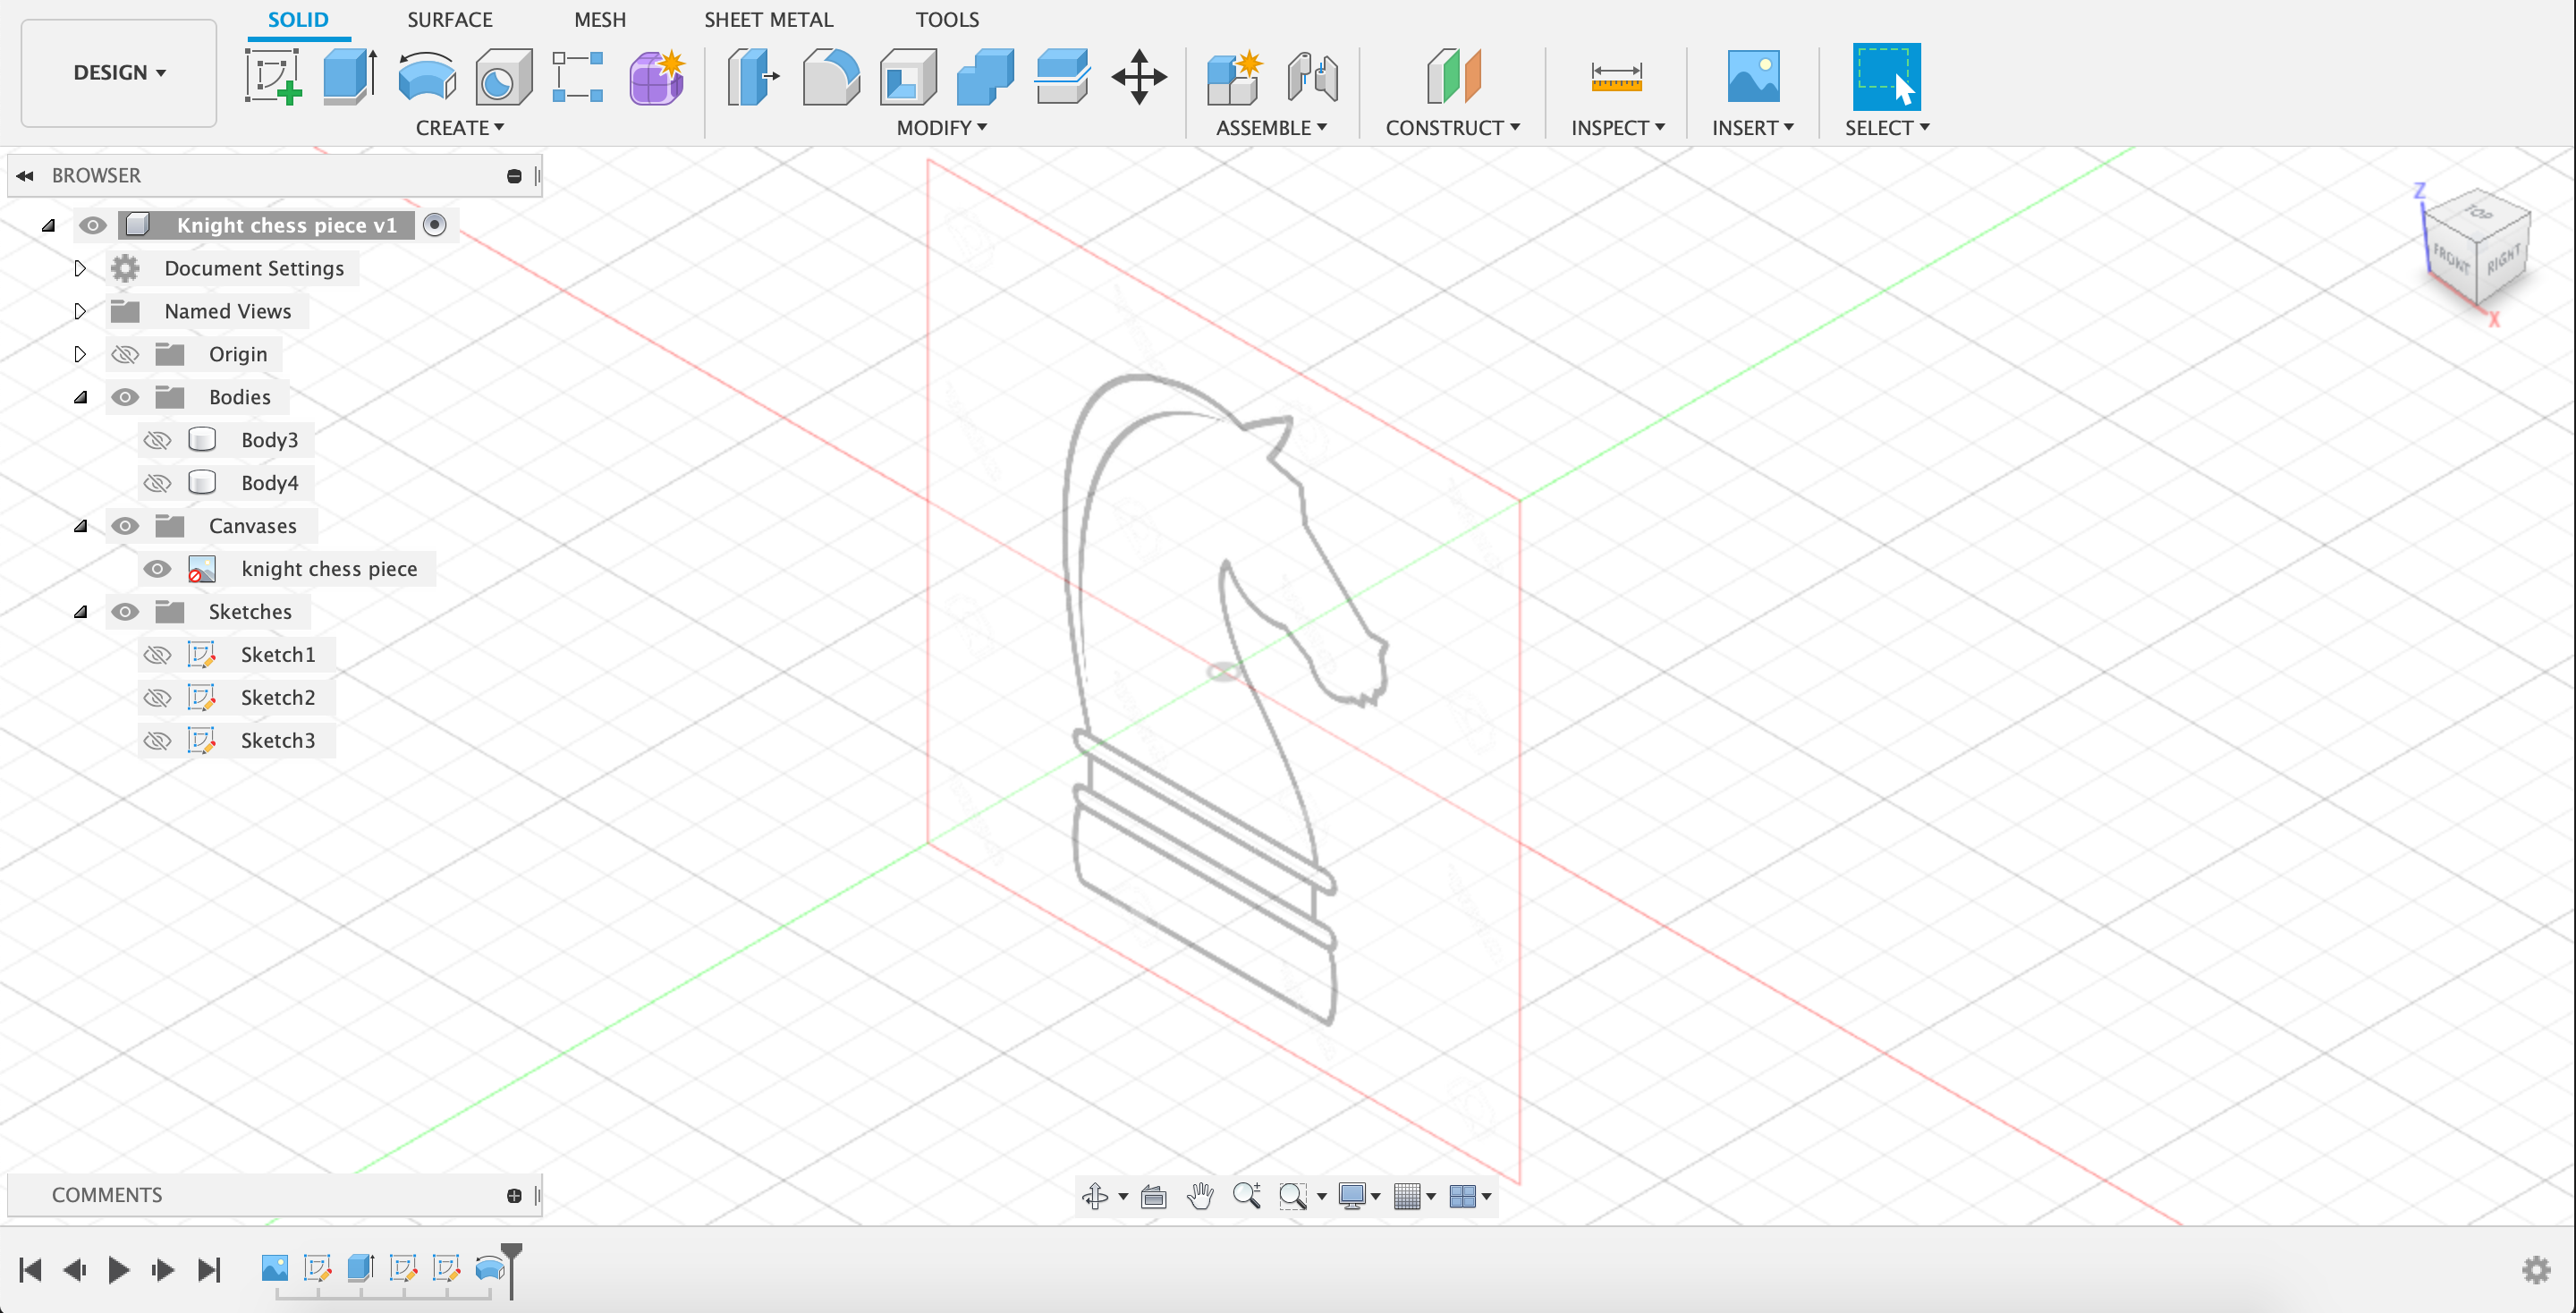 SOLID SURFACE MESH SHEET METAL TOOLS
DESIGN
CREATE MODIFY ASSEMBLE CONSTRUCT INSPECT INSERT SELECT
BROWSER
Knight chess piece v1
Document Settings
Named Views
Origin
Bodies
Body3
Body4
Canvases
knight chess piece
Sketches
Sketch1
Sketch2
Sketch3
Z
TOP
FRONT RIGHT
X
COMMENTS